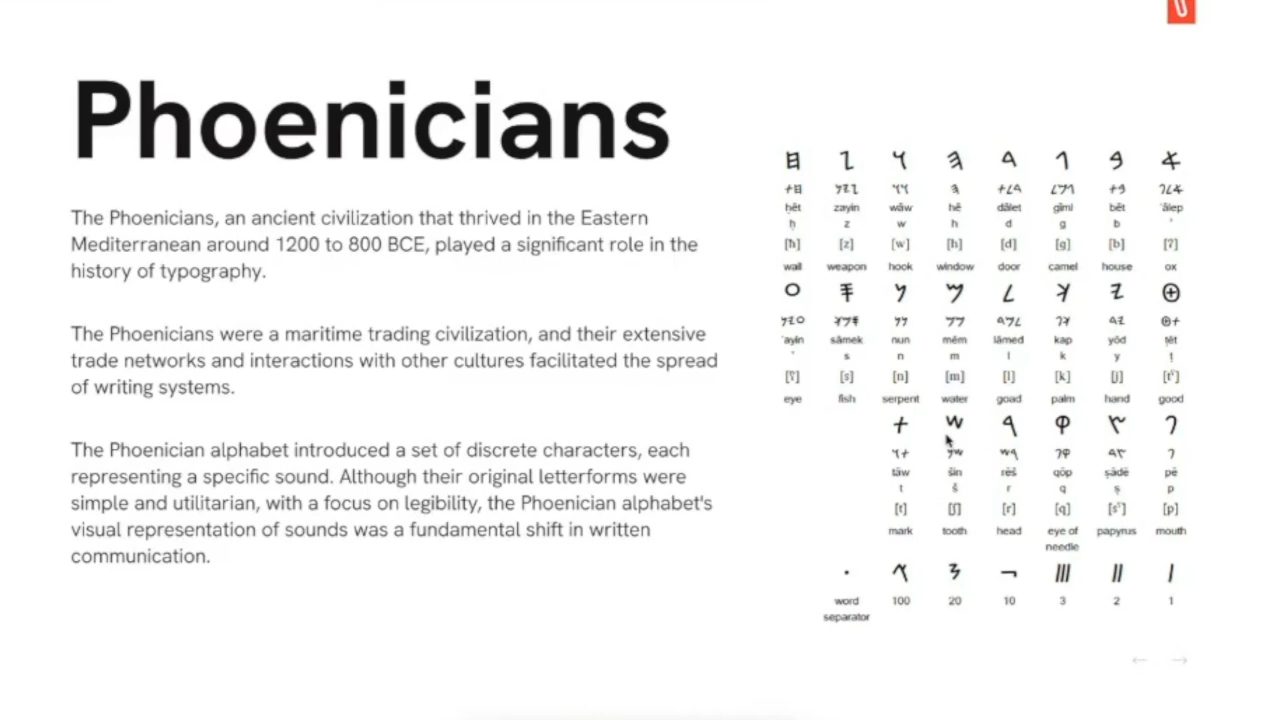 Phoenicians
The Phoenicians, an ancient civilization that thrived in the Eastern
Mediterranean around 1200 to 800 BCE, played a significant role in the
history of typography.
The Phoenicians were a maritime trading civilization, and their extensive
trade networks and interactions with other cultures facilitated the spread
of writing systems.
The Phoenician alphabet introduced a set of discrete characters, each
representing a specific sound. Although their original letterforms were
simple and utilitarian, with a focus on legibility, the Phoenician alphabet's
visual representation of sounds was a fundamental shift in written
communication.
𐤀 𐤁 𐤂 𐤃 𐤄 𐤅 𐤆 𐤇
ḥēt zayin wāw hē dālet gīml bēt ʾālep
ḥ z w h d g b ʾ
[ħ] [z] [w] [h] [d] [g] [b] [ʔ]
wall weapon hook window door camel house ox
𐤈 𐤉 𐤊 𐤋 𐤌 𐤍 𐤎 𐤏
ʿayin sāmek nun mēm lāmed kap yōd ṭēt
ʿ s n m l k y ṭ
[ʕ] [s] [n] [m] [l] [k] [j] [tˤ]
eye fish serpent water goad palm hand good
𐤐 𐤑 𐤒 𐤓 𐤔 𐤕
tāw šin rēš qōp ṣādē pē
t š r q ṣ p
[t] [ʃ] [r] [q] [sˤ] [p]
mark tooth head eye of papyrus mouth
needle
word 100 20 10 3 2 1
separator